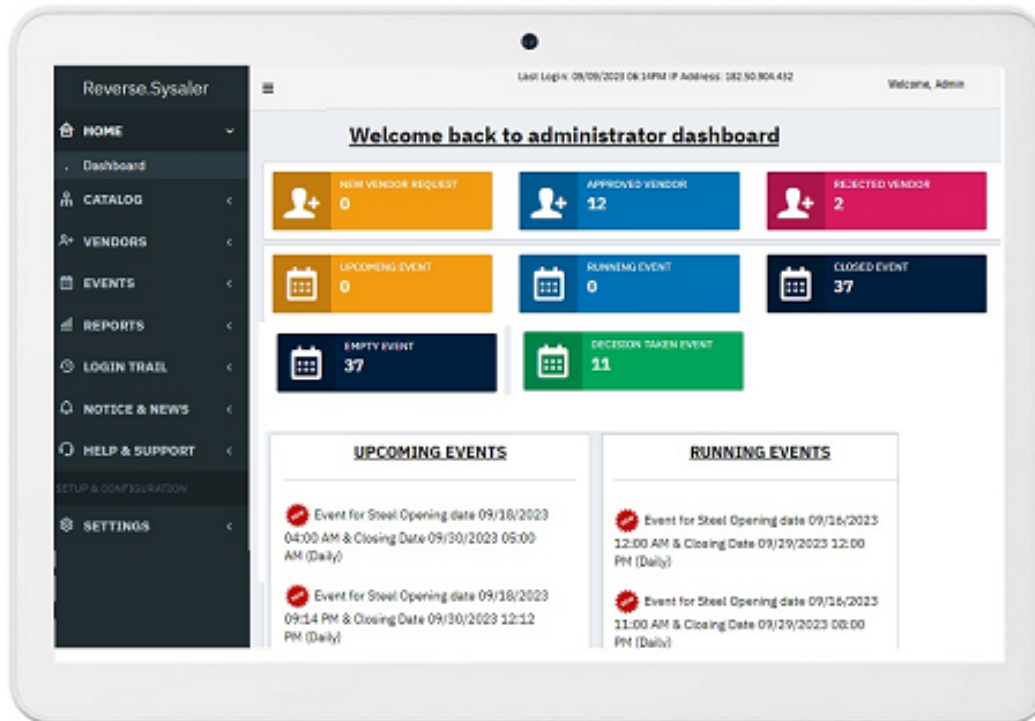 Last Login: 09/09/2023 06:14PM IP Address: 182.50.904.432
Welcome, Admin
Reverse.Sysaler
HOME
Dashboard
CATALOG
VENDORS
EVENTS
REPORTS
LOGIN TRAIL
NOTICE & NEWS
HELP & SUPPORT
SETUP & CONFIGURATION
SETTINGS
Welcome back to administrator dashboard
NEW VENDOR REQUEST
0
APPROVED VENDOR
12
REJECTED VENDOR
2
UPCOMING EVENT
0
RUNNING EVENT
0
CLOSED EVENT
37
EMPTY EVENT
37
DECISION TAKEN EVENT
11
UPCOMING EVENTS
Event for Steel Opening date 09/18/2023
04:00 AM & Closing Date 09/30/2023 05:00
AM (Daily)
Event for Steel Opening date 09/18/2023
09:14 PM & Closing Date 09/30/2023 12:12
PM (Daily)
RUNNING EVENTS
Event for Steel Opening date 09/16/2023
12:00 AM & Closing Date 09/29/2023 12:00
PM (Daily)
Event for Steel Opening date 09/16/2023
11:00 AM & Closing Date 09/29/2023 08:00
PM (Daily)